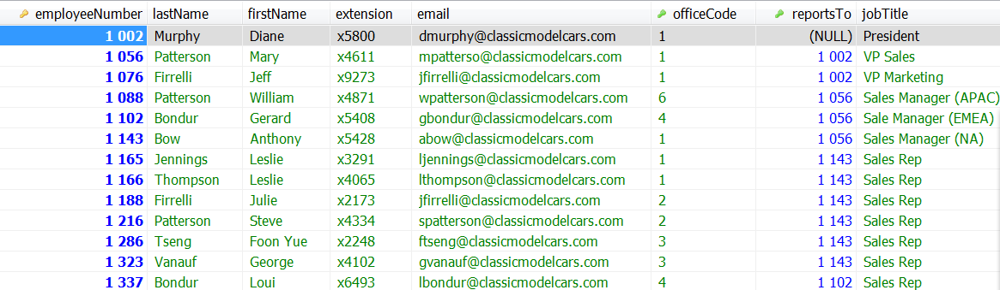 employeeNumber lastName firstName extension email officeCode reportsTo jobTitle
1 002 Murphy Diane x5800 dmurphy@classicmodelcars.com 1 (NULL) President
1 056 Patterson Mary x4611 mpatterso@classicmodelcars.com 1 1 002 VP Sales
1 076 Firrelli Jeff x9273 jfirrelli@classicmodelcars.com 1 1 002 VP Marketing
1 088 Patterson William x4871 wpatterson@classicmodelcars.com 6 1 056 Sales Manager (APAC)
1 102 Bondur Gerard x5408 gbondur@classicmodelcars.com 4 1 056 Sale Manager (EMEA)
1 143 Bow Anthony x5428 abow@classicmodelcars.com 1 1 056 Sales Manager (NA)
1 165 Jennings Leslie x3291 ljennings@classicmodelcars.com 1 1 143 Sales Rep
1 166 Thompson Leslie x4065 lthompson@classicmodelcars.com 1 1 143 Sales Rep
1 188 Firrelli Julie x2173 jfirrelli@classicmodelcars.com 2 1 143 Sales Rep
1 216 Patterson Steve x4334 spatterson@classicmodelcars.com 2 1 143 Sales Rep
1 286 Tseng Foon Yue x2248 ftseng@classicmodelcars.com 3 1 143 Sales Rep
1 323 Vanauf George x4102 gvanauf@classicmodelcars.com 3 1 143 Sales Rep
1 337 Bondur Loui x6493 lbondur@classicmodelcars.com 4 1 102 Sales Rep